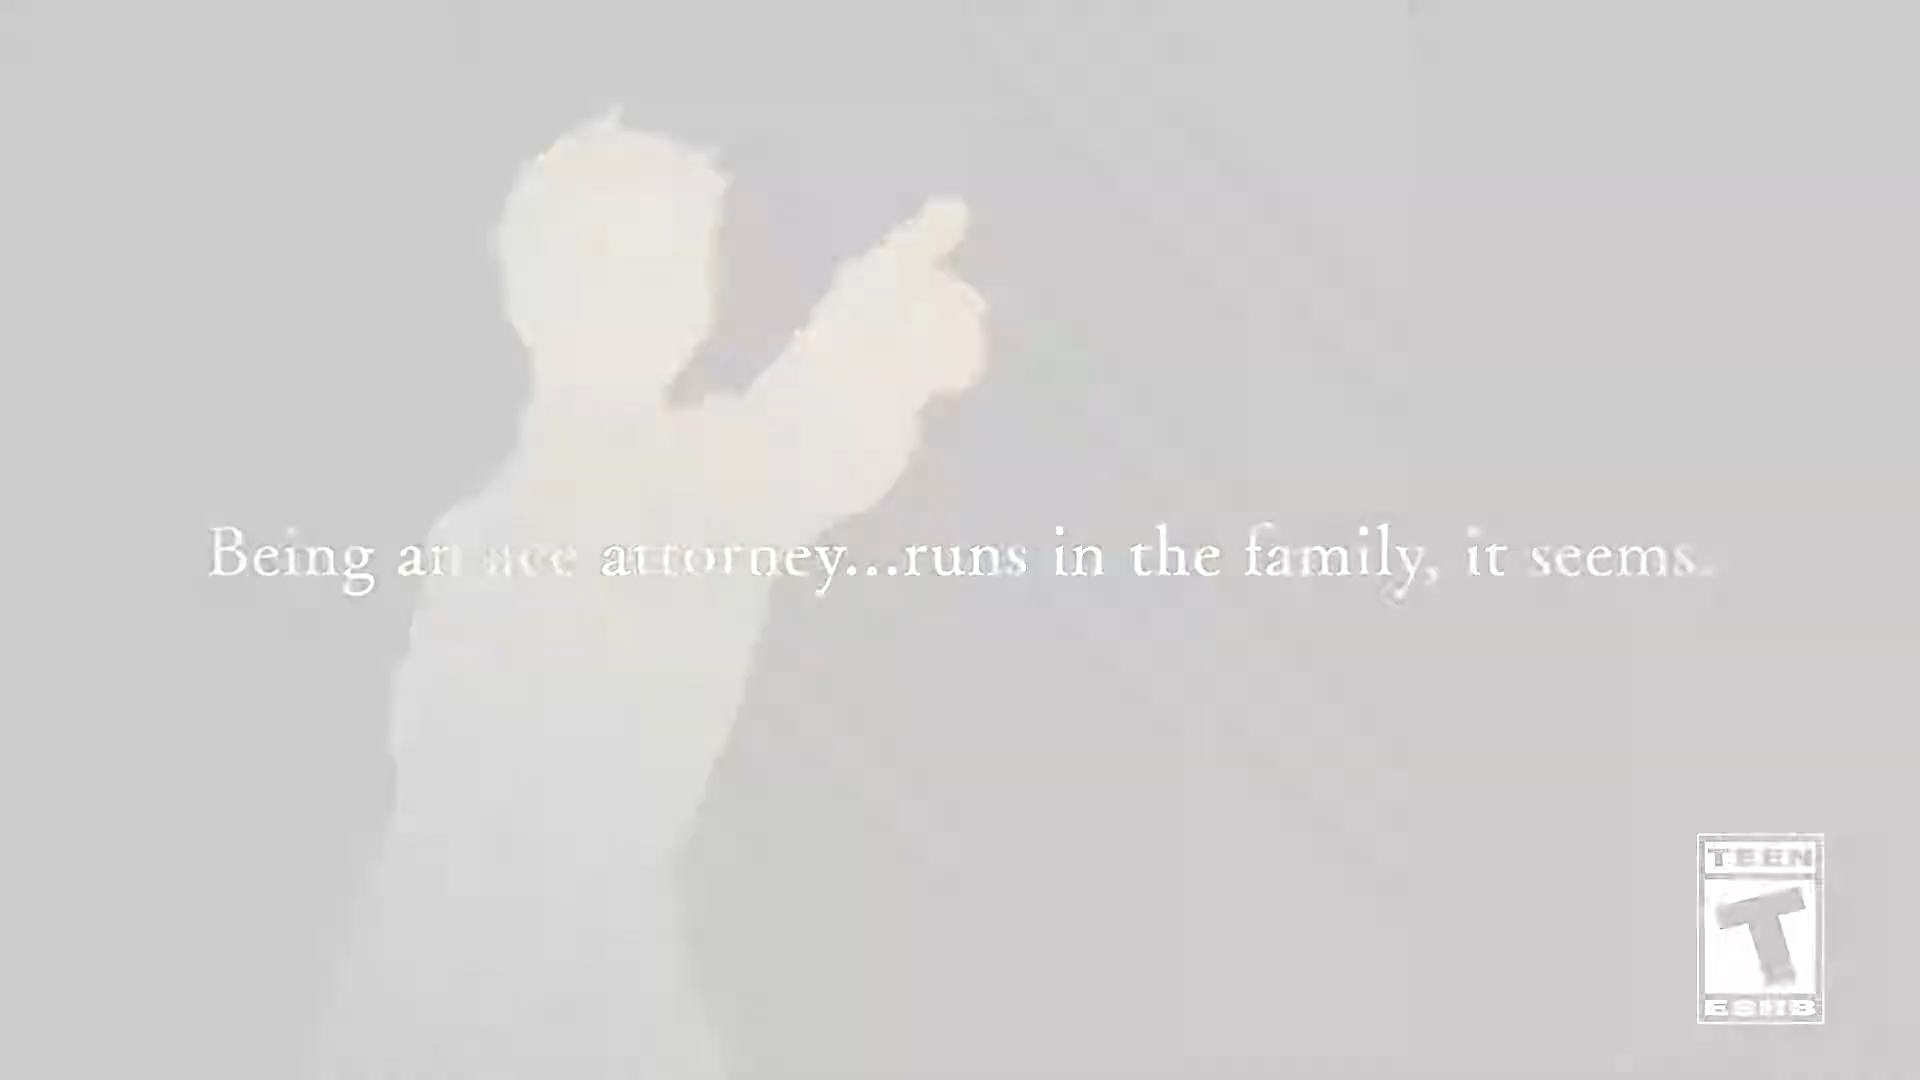 Being an ace attorney...runs in the family, it seems.
TEEN
T
ESRB